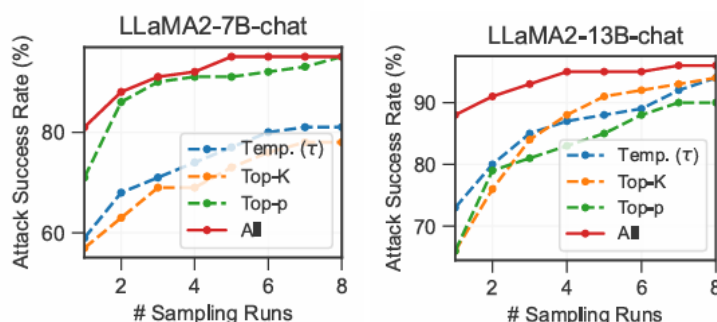 LLaMA2-7B-chat
Attack Success Rate (%)
80
60
Temp. (τ)
Top-K
Top-p
All
2
4
6
8
# Sampling Runs
LLaMA2-13B-chat
Attack Success Rate (%)
90
80
70
Temp. (τ)
Top-K
Top-p
All
2
4
6
8
# Sampling Runs